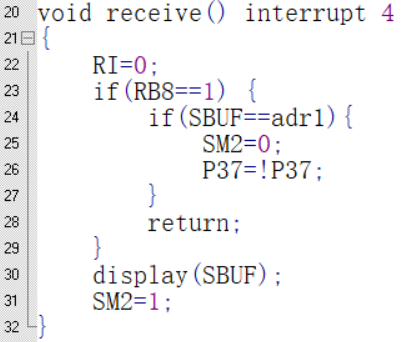 20 void receive() interrupt 4
21 {
22 RI=0;
23 if(RB8==1) {
24 if(SBUF==adr1){
25 SM2=0;
26 P37=!P37;
27 }
28 return;
29 }
30 display(SBUF);
31 SM2=1;
32 }